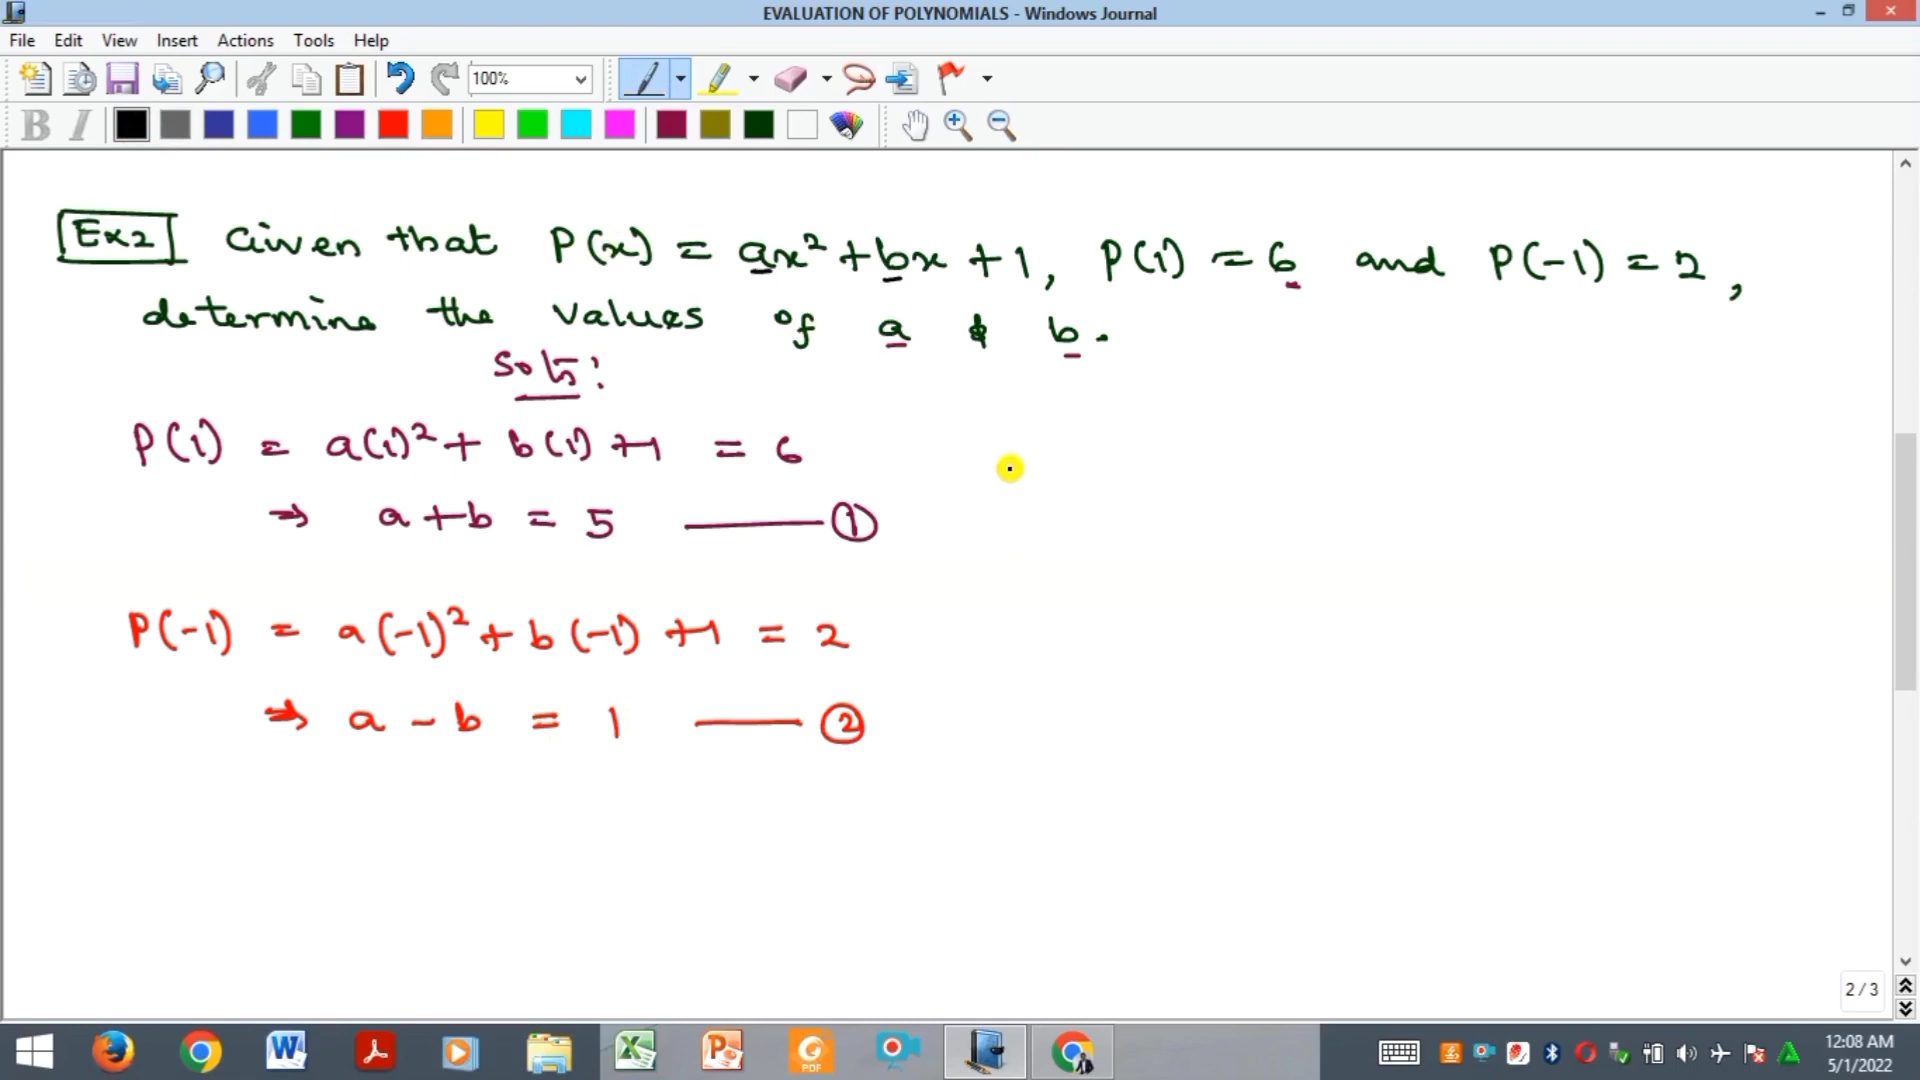 EVALUATION OF POLYNOMIALS - Windows Journal
File Edit View Insert Actions Tools Help
100%
B I
Ex2 Given that P(x) = ax² + bx + 1, P(1) = 6 and P(-1) = 2,
determine the values of a & b.
Soln:
P(1) = a(1)² + b(1) + 1 = 6
⇒ a + b = 5 —— ①
P(-1) = a(-1)² + b(-1) + 1 = 2
⇒ a - b = 1 —— ②
2 / 3
12:08 AM
5/1/2022